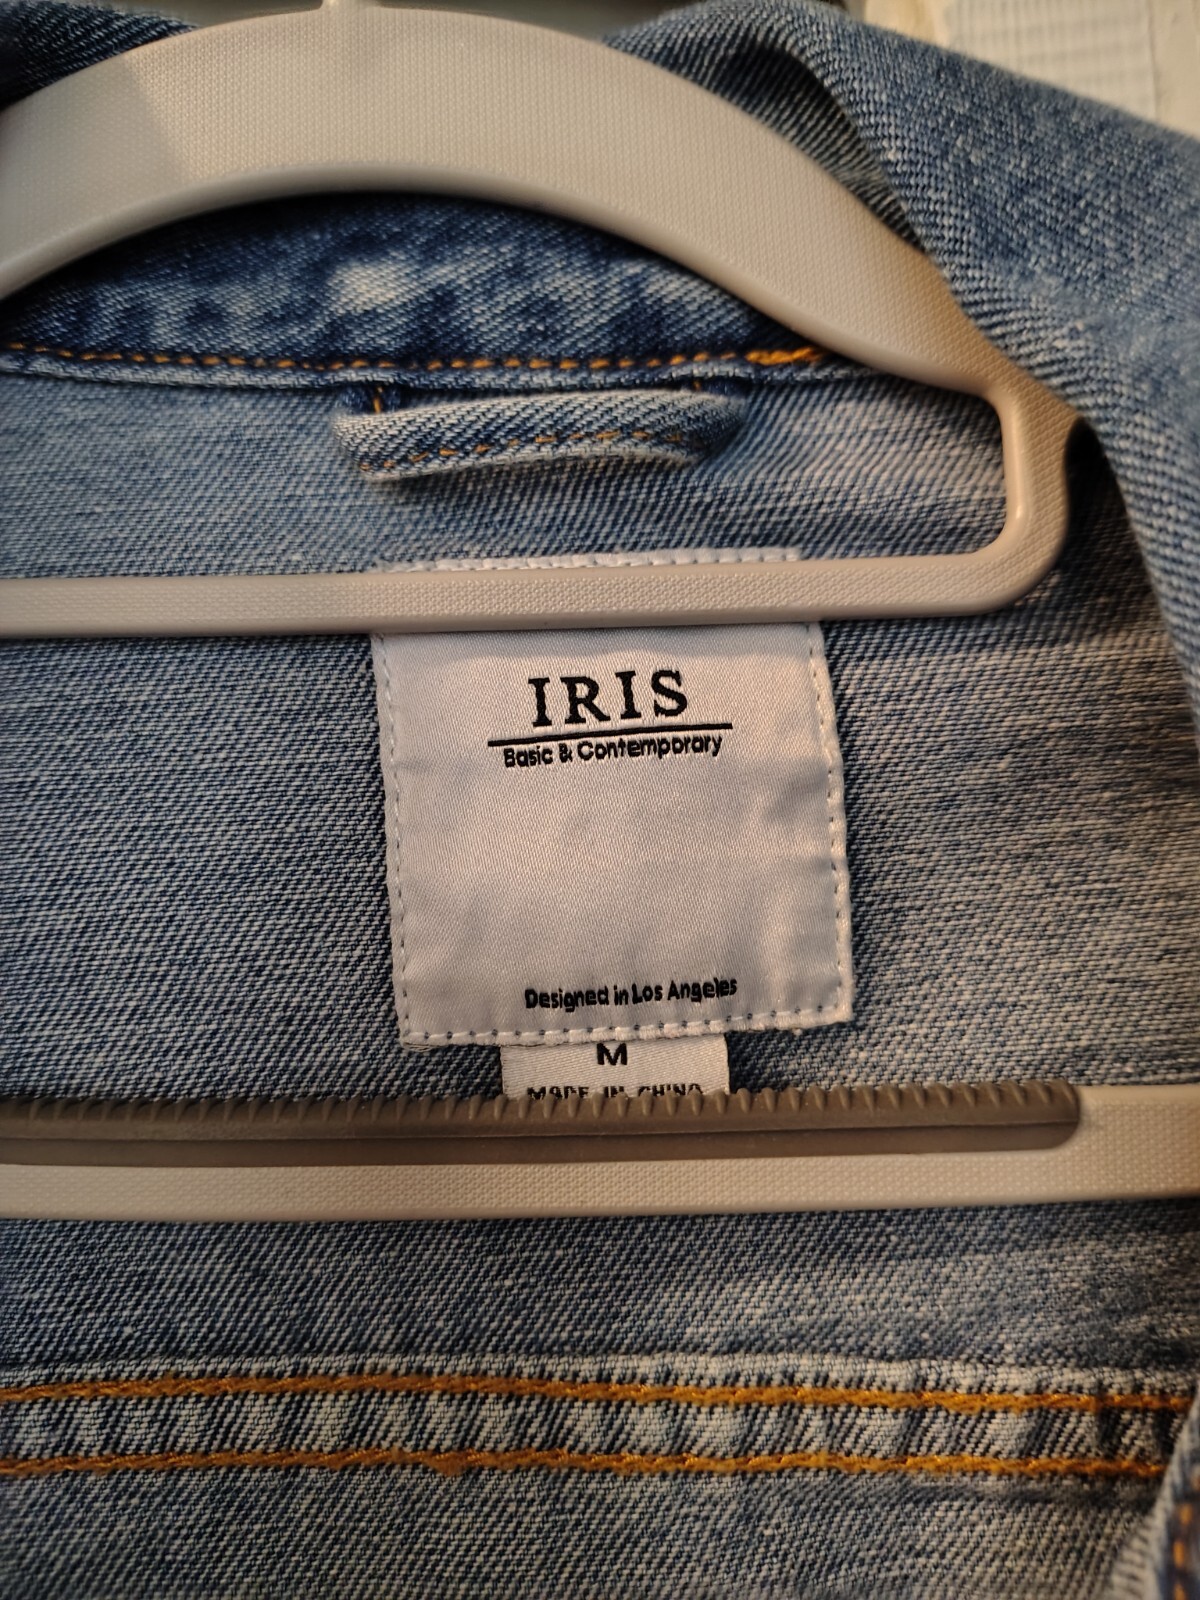 IRIS
Basic & Contemporary
Designed in Los Angeles
M
MADE IN CHINA